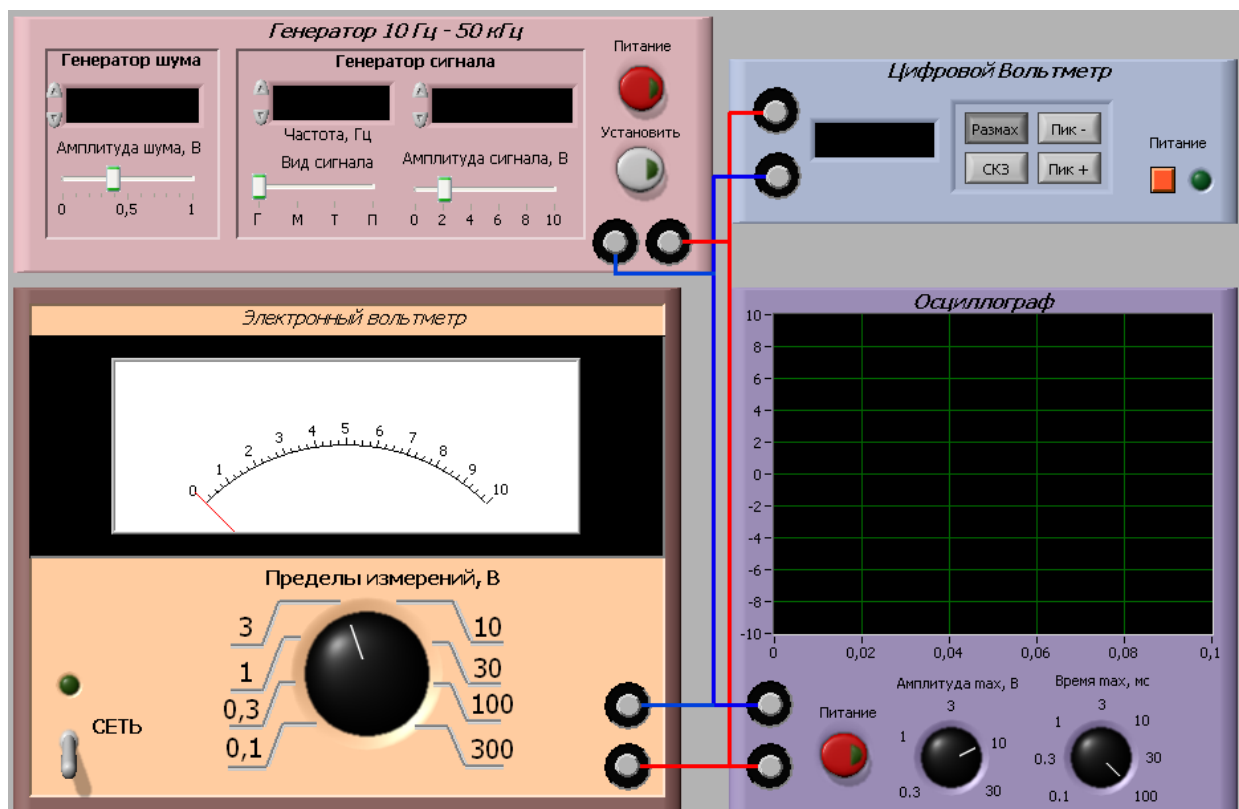 Генератор 10 Гц - 50 кГц
Генератор шума
Амплитуда шума, В
0 0,5 1
Генератор сигнала
Частота, Гц
Вид сигнала
Г М Т П
Амплитуда сигнала, В
0 2 4 6 8 10
Питание
Установить
Цифровой Вольтметр
Размах Пик -
СКЗ Пик +
Питание
Электронный вольтметр
0 1 2 3 4 5 6 7 8 9 10
Пределы измерений, В
3 10
1 30
0,3 100
0,1 300
СЕТЬ
Осциллограф
10
8
6
4
2
0
-2
-4
-6
-8
-10
0 0,02 0,04 0,06 0,08 0,1
Питание
Амплитуда max, В
3
1 10
0.3 30
Время max, мс
3
1 10
0.3 30
0.1 100